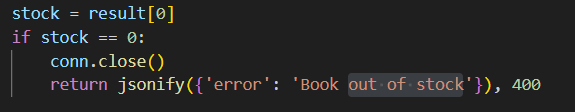 stock = result[0]
if stock == 0:
    conn.close()
    return jsonify({'error': 'Book out of stock'}), 400